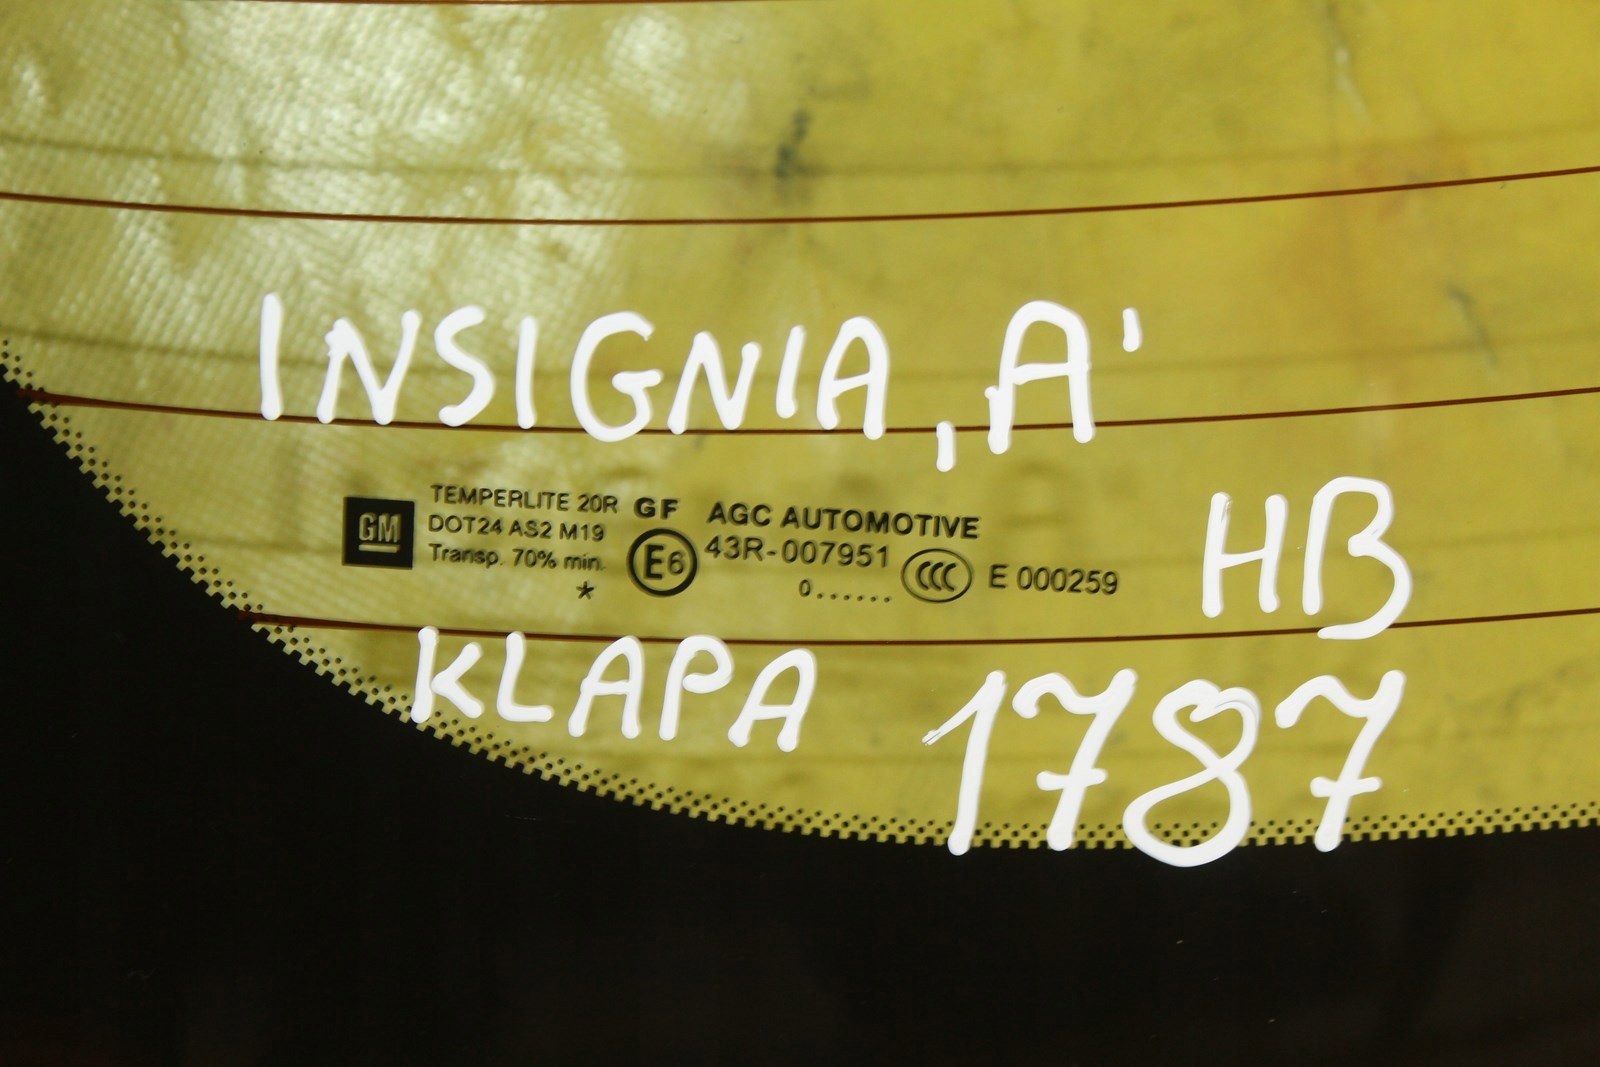 INSIGNIA ,A'
HB
GM
TEMPERLITE 20R GF AGC AUTOMOTIVE
DOT24 AS2 M19 E6 43R-007951 CCC E 000259
Transp. 70% min. 0......
*
KLAPA 1787